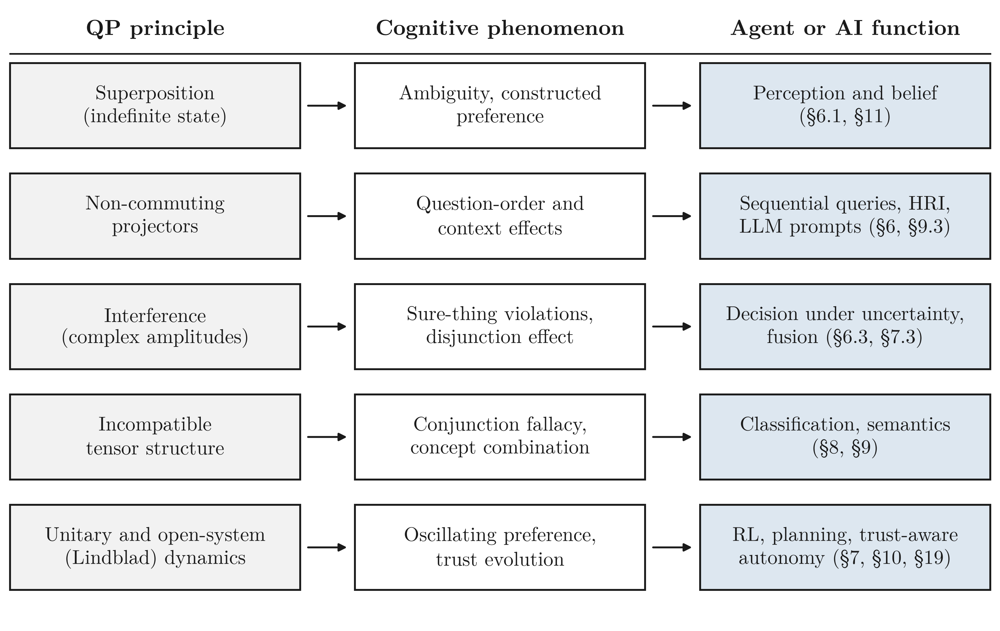 QP principle
Cognitive phenomenon
Agent or AI function
Superposition
(indefinite state)
Ambiguity, constructed
preference
Perception and belief
(§6.1, §11)
Non-commuting
projectors
Question-order and
context effects
Sequential queries, HRI,
LLM prompts (§6, §9.3)
Interference
(complex amplitudes)
Sure-thing violations,
disjunction effect
Decision under uncertainty,
fusion (§6.3, §7.3)
Incompatible
tensor structure
Conjunction fallacy,
concept combination
Classification, semantics
(§8, §9)
Unitary and open-system
(Lindblad) dynamics
Oscillating preference,
trust evolution
RL, planning, trust-aware
autonomy (§7, §10, §19)